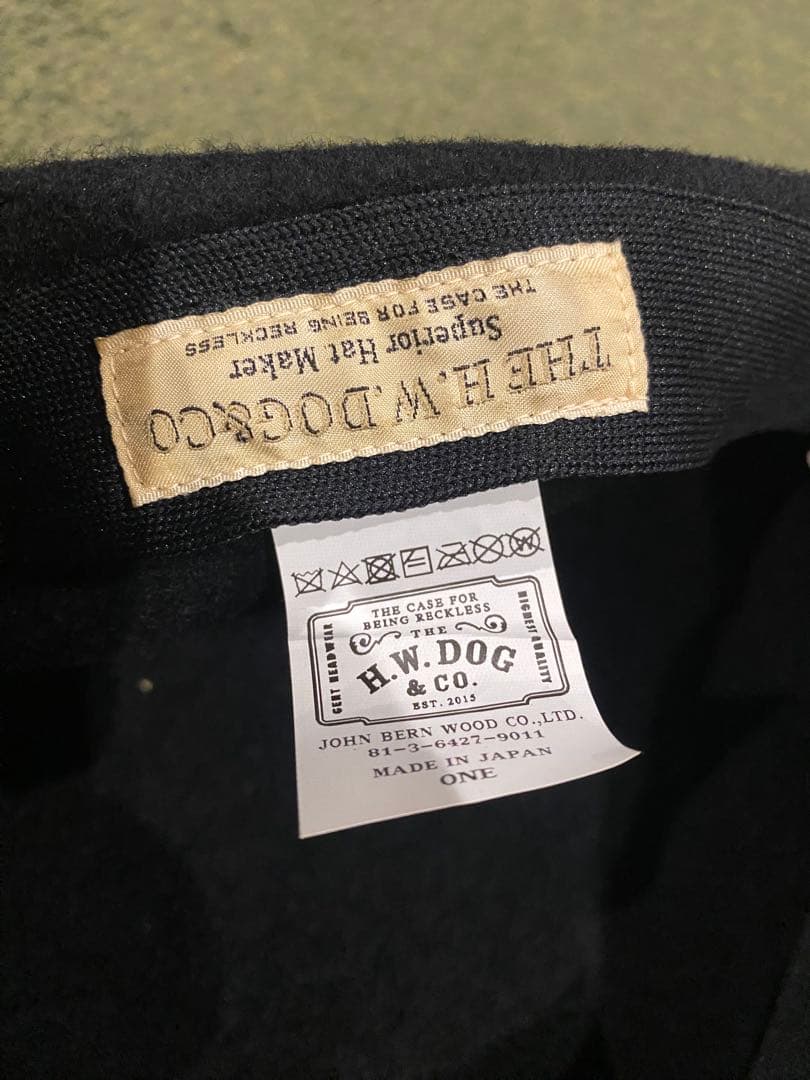 THE H.W.DOG&CO
Superior Hat Maker
THE CASE FOR BEING RECKLESS
W
THE CASE FOR
BEING RECKLESS
THE
H.W.DOG
& CO.
EST. 2015
GENT HEADWEAR
HIGHEST QUALITY
JOHN BERN WOOD CO.,LTD.
81-3-6427-9011
MADE IN JAPAN
ONE